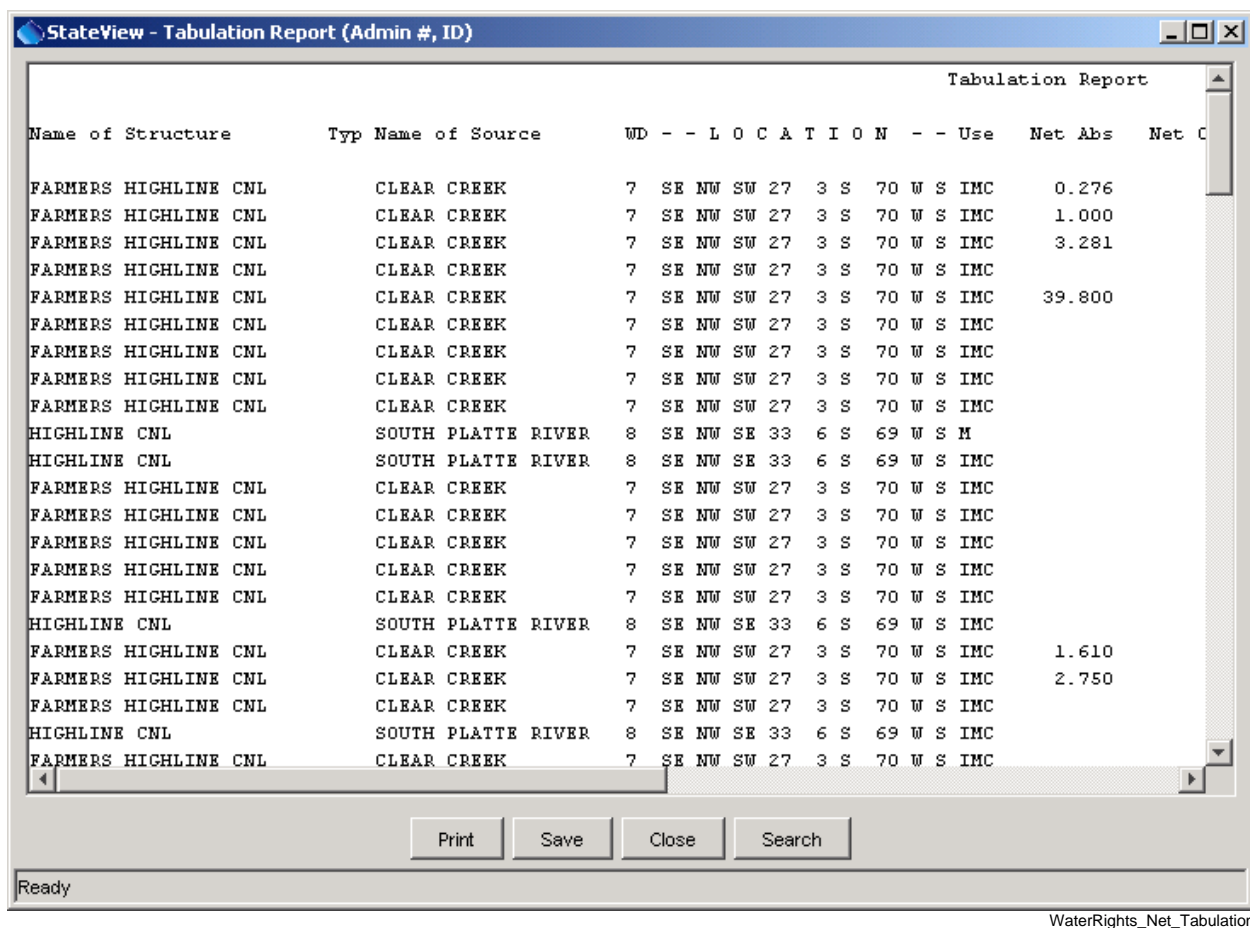 StateView - Tabulation Report (Admin #, ID)
Tabulation Report
Name of Structure Typ Name of Source WD - - L O C A T I O N - - Use Net Abs Net C
FARMERS HIGHLINE CNL CLEAR CREEK 7 SE NW SW 27 3 S 70 W S IMC 0.276
FARMERS HIGHLINE CNL CLEAR CREEK 7 SE NW SW 27 3 S 70 W S IMC 1.000
FARMERS HIGHLINE CNL CLEAR CREEK 7 SE NW SW 27 3 S 70 W S IMC 3.281
FARMERS HIGHLINE CNL CLEAR CREEK 7 SE NW SW 27 3 S 70 W S IMC
FARMERS HIGHLINE CNL CLEAR CREEK 7 SE NW SW 27 3 S 70 W S IMC 39.800
FARMERS HIGHLINE CNL CLEAR CREEK 7 SE NW SW 27 3 S 70 W S IMC
FARMERS HIGHLINE CNL CLEAR CREEK 7 SE NW SW 27 3 S 70 W S IMC
FARMERS HIGHLINE CNL CLEAR CREEK 7 SE NW SW 27 3 S 70 W S IMC
FARMERS HIGHLINE CNL CLEAR CREEK 7 SE NW SW 27 3 S 70 W S IMC
HIGHLINE CNL SOUTH PLATTE RIVER 8 SE NW SE 33 6 S 69 W S M
HIGHLINE CNL SOUTH PLATTE RIVER 8 SE NW SE 33 6 S 69 W S IMC
FARMERS HIGHLINE CNL CLEAR CREEK 7 SE NW SW 27 3 S 70 W S IMC
FARMERS HIGHLINE CNL CLEAR CREEK 7 SE NW SW 27 3 S 70 W S IMC
FARMERS HIGHLINE CNL CLEAR CREEK 7 SE NW SW 27 3 S 70 W S IMC
FARMERS HIGHLINE CNL CLEAR CREEK 7 SE NW SW 27 3 S 70 W S IMC
FARMERS HIGHLINE CNL CLEAR CREEK 7 SE NW SW 27 3 S 70 W S IMC
HIGHLINE CNL SOUTH PLATTE RIVER 8 SE NW SE 33 6 S 69 W S IMC
FARMERS HIGHLINE CNL CLEAR CREEK 7 SE NW SW 27 3 S 70 W S IMC 1.610
FARMERS HIGHLINE CNL CLEAR CREEK 7 SE NW SW 27 3 S 70 W S IMC 2.750
FARMERS HIGHLINE CNL CLEAR CREEK 7 SE NW SW 27 3 S 70 W S IMC
HIGHLINE CNL SOUTH PLATTE RIVER 8 SE NW SE 33 6 S 69 W S IMC
FARMERS HIGHLINE CNL CLEAR CREEK 7 SE NW SW 27 3 S 70 W S IMC
Print Save Close Search
Ready
WaterRights_Net_Tabulation